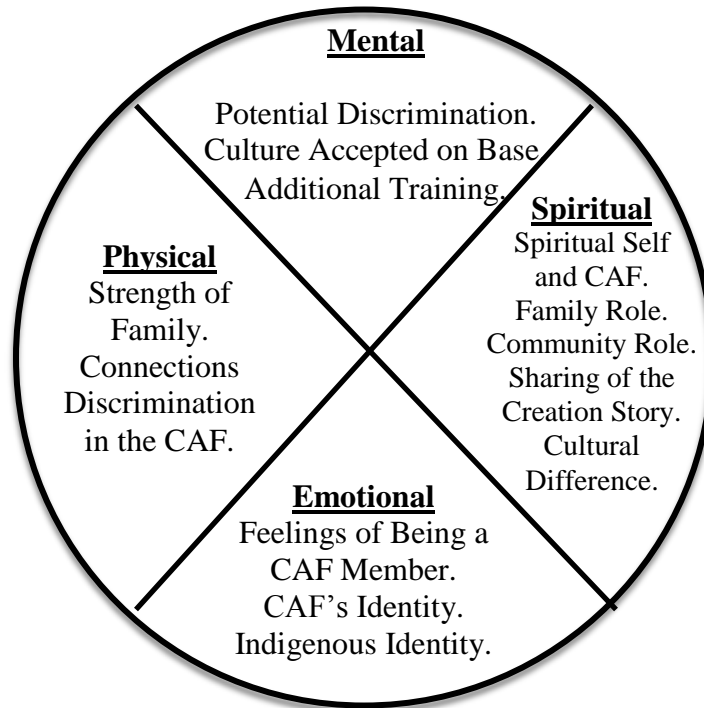 Mental
Potential Discrimination.
Culture Accepted on Base
Additional Training.
Physical
Strength of
Family.
Connections
Discrimination
in the CAF.
Spiritual
Spiritual Self
and CAF.
Family Role.
Community Role.
Sharing of the
Creation Story.
Cultural
Difference.
Emotional
Feelings of Being a
CAF Member.
CAF’s Identity.
Indigenous Identity.